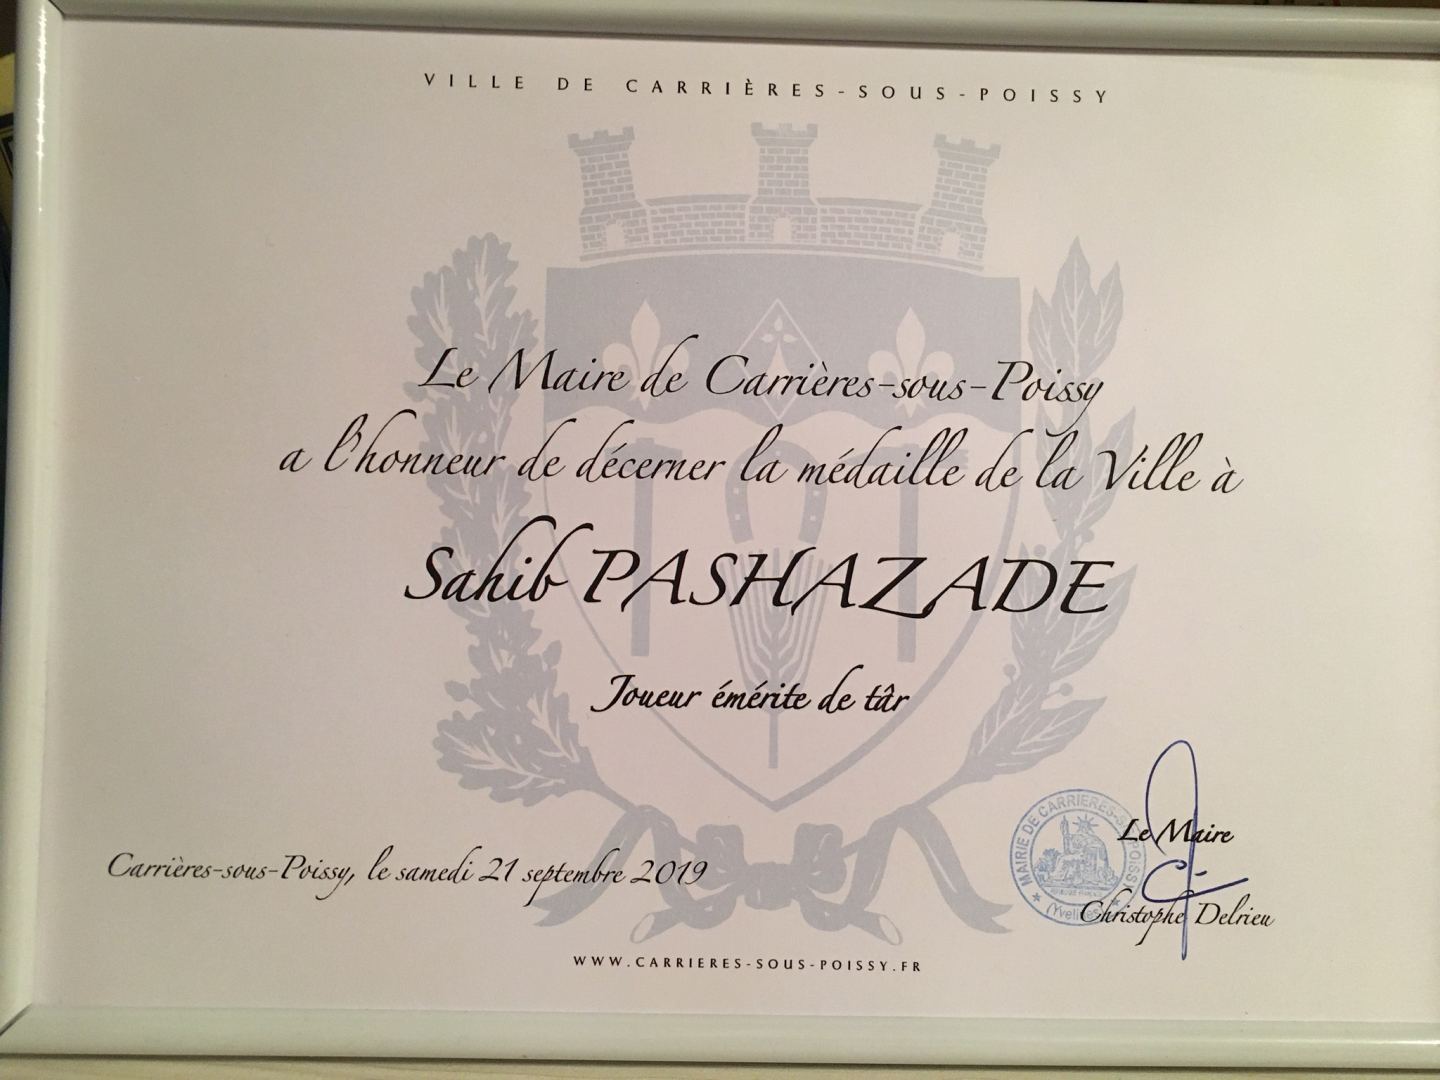 VILLE DE CARRIÈRES-SOUS-POISSY
Le Maire de Carrières-sous-Poissy
a l'honneur de décerner la médaille de la Ville à
Sahib PASHAZADE
Joueur émérite de târ
Carrières-sous-Poissy, le samedi 21 septembre 2019
MAIRIE DE CARRIERES-S-POISSY
(Yvelines)
Le Maire
Christophe Delrieu
WWW.CARRIERES-SOUS-POISSY.FR